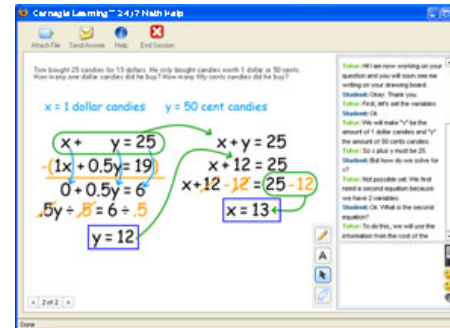 Carnegie Learning™ 24/7 Math Help
Attach File Send Answer Help End Session
Tom bought 25 candies for 19 dollars. He only bought candies worth 1 dollar or 50 cents.
How many one dollar candies did he buy? How many fifty cents candies did he buy?
x = 1 dollar candies y = 50 cent candies
x + y = 25
-(1x + 0.5y = 19)
0 + 0.5y = 6
.5y ÷ .5 = 6 ÷ .5
y = 12
x + y = 25
x + 12 = 25
x + 12 - 12 = 25 - 12
x = 13
Tutor: Hi! I am now working on your
question and you will soon see me
writing on your drawing board.
Student: Okay. Thank you.
Tutor: First, let's set the variables.
Student: Ok
Tutor: We will make "x" be the
amount of 1 dollar candies and "y"
the amount of 50 cents candies.
Tutor: So x plus y must be 25.
Student: But how do we solve for
Tutor: Not possible yet. We first
need a second equation because
we have 2 variables.
Student: Ok. What is the second
equation?
Tutor: To do this, we will use the
information from the cost of the
A
2 of 2
Done